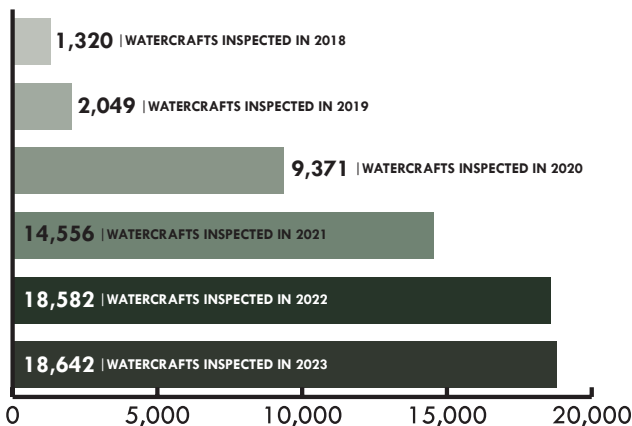 1,320 | WATERCRAFTS INSPECTED IN 2018
2,049 | WATERCRAFTS INSPECTED IN 2019
9,371 | WATERCRAFTS INSPECTED IN 2020
14,556 | WATERCRAFTS INSPECTED IN 2021
18,582 | WATERCRAFTS INSPECTED IN 2022
18,642 | WATERCRAFTS INSPECTED IN 2023
0 5,000 10,000 15,000 20,000